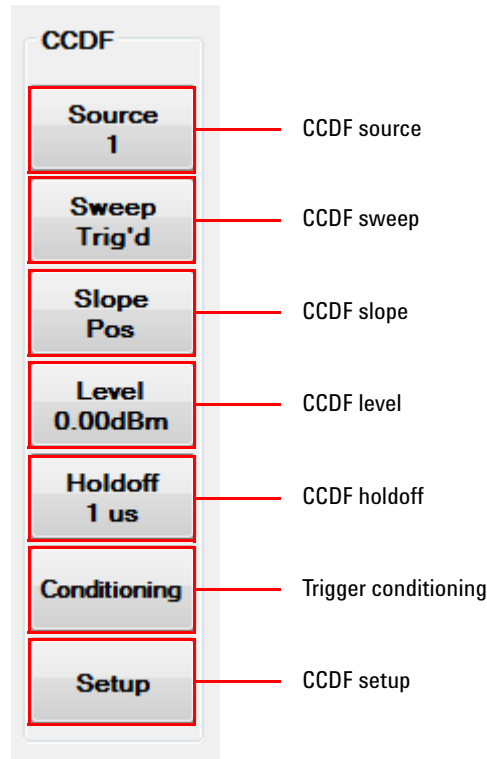 CCDF
Source
1
CCDF source
Sweep
Trig'd
CCDF sweep
Slope
Pos
CCDF slope
Level
0.00dBm
CCDF level
Holdoff
1 us
CCDF holdoff
Conditioning
Trigger conditioning
Setup
CCDF setup